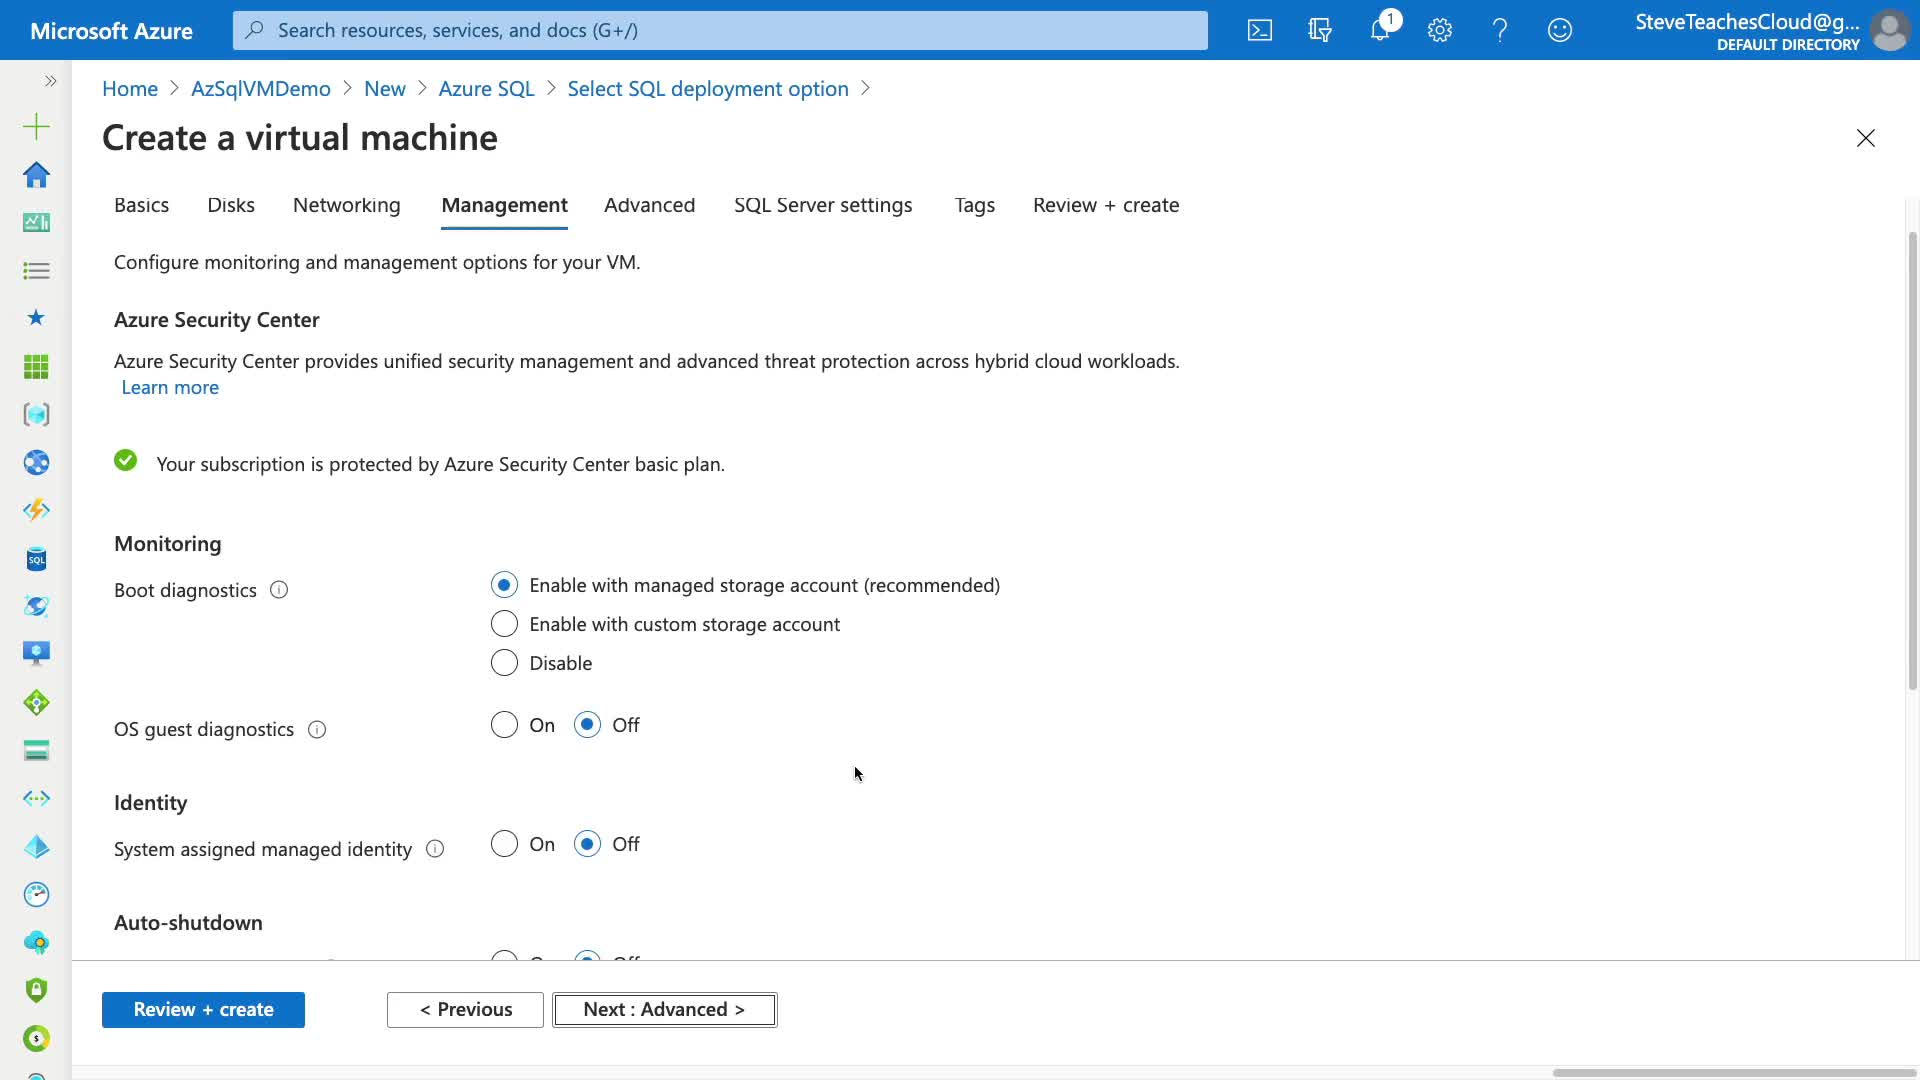 Microsoft Azure
Search resources, services, and docs (G+/)
1
SteveTeachesCloud@g...
DEFAULT DIRECTORY
Home > AzSqlVMDemo > New > Azure SQL > Select SQL deployment option >
Create a virtual machine
Basics Disks Networking Management Advanced SQL Server settings Tags Review + create
Configure monitoring and management options for your VM.
Azure Security Center
Azure Security Center provides unified security management and advanced threat protection across hybrid cloud workloads.
Learn more
Your subscription is protected by Azure Security Center basic plan.
Monitoring
Boot diagnostics
Enable with managed storage account (recommended)
Enable with custom storage account
Disable
OS guest diagnostics
On Off
Identity
System assigned managed identity
On Off
Auto-shutdown
SQL
Review + create
< Previous
Next : Advanced >